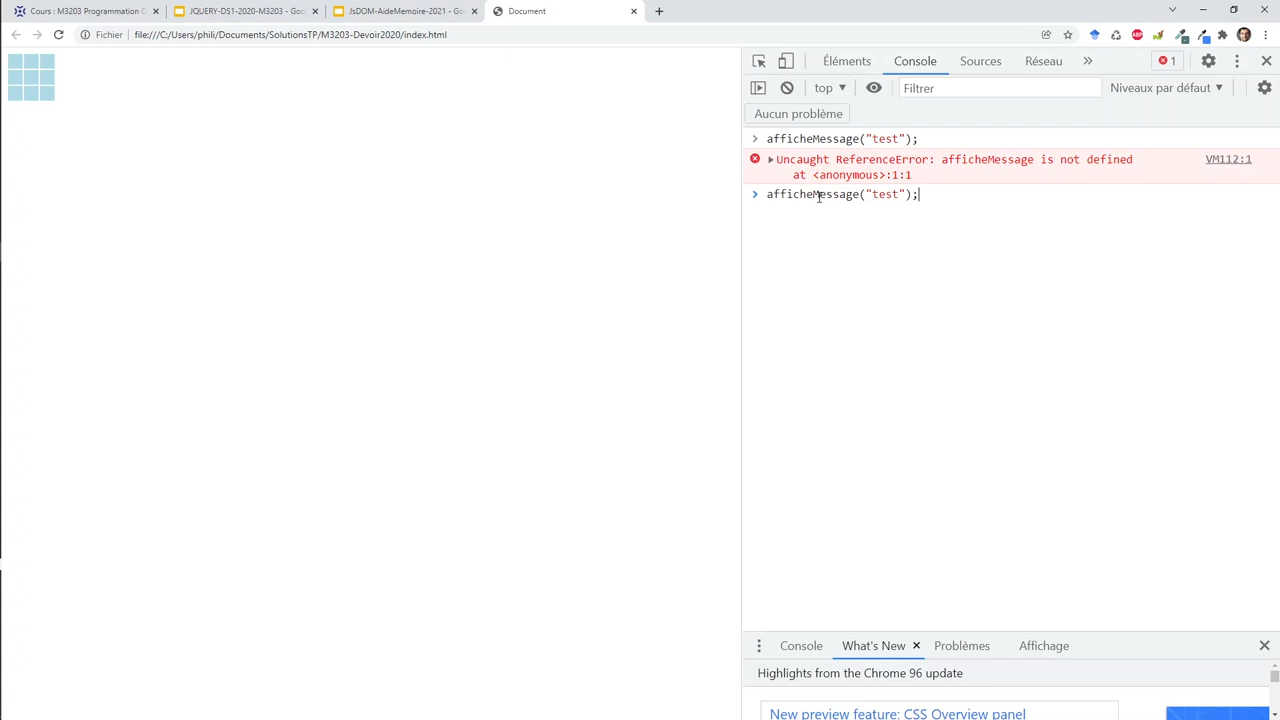 Cours : M3203 Programmation C
JQUERY-DS1-2020-M3203 - Goo
JsDOM-AideMemoire-2021 - Go
Document
Fichier
file:///C:/Users/phili/Documents/SolutionsTP/M3203-Devoir2020/index.html
Éléments
Console
Sources
Réseau
1
top
Filtrer
Niveaux par défaut
Aucun problème
afficheMessage("test");
Uncaught ReferenceError: afficheMessage is not defined
VM112:1
at <anonymous>:1:1
afficheMessage("test");
Console
What's New
Problèmes
Affichage
Highlights from the Chrome 96 update
New preview feature: CSS Overview panel